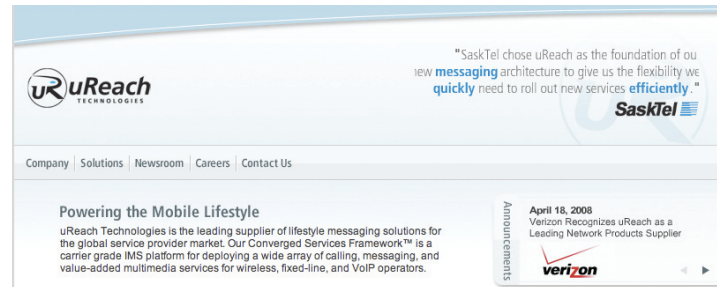 "SaskTel chose uReach as the foundation of ou
new messaging architecture to give us the flexibility we
quickly need to roll out new services efficiently."
SaskTel
uR uReach
TECHNOLOGIES
Company Solutions Newsroom Careers Contact Us
Powering the Mobile Lifestyle
uReach Technologies is the leading supplier of lifestyle messaging solutions for
the global service provider market. Our Converged Services Framework™ is a
carrier grade IMS platform for deploying a wide array of calling, messaging, and
value-added multimedia services for wireless, fixed-line, and VoIP operators.
Announcements
April 18, 2008
Verizon Recognizes uReach as a
Leading Network Products Supplier
verizon